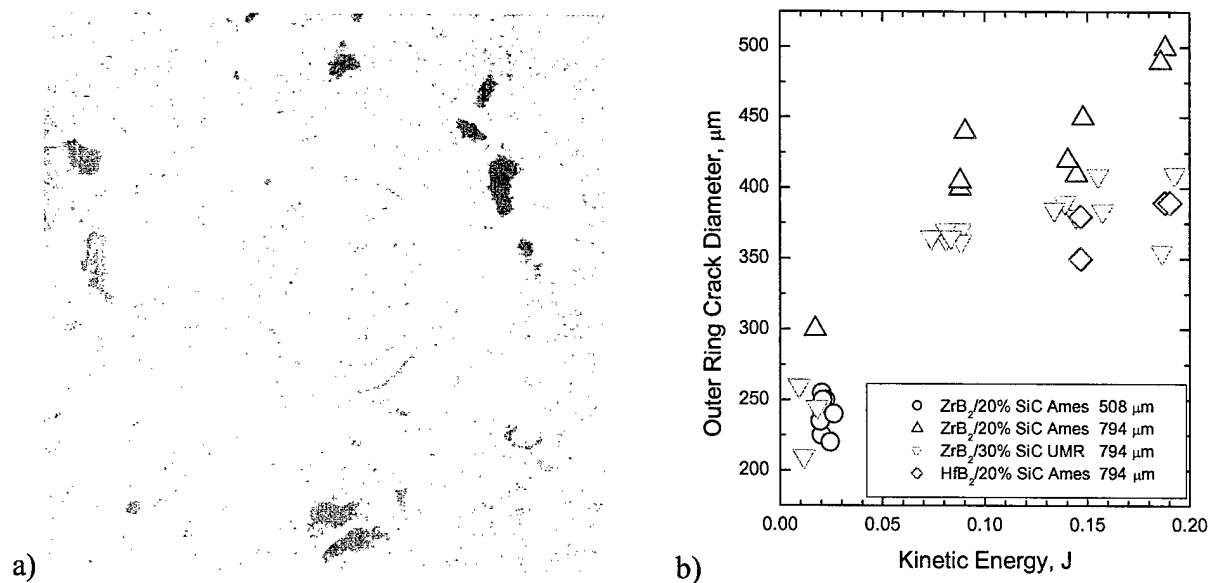 a)
500
450
400
350
300
250
200
Outer Ring Crack Diameter, μm
ZrB₂/20% SiC Ames 508 μm
ZrB₂/20% SiC Ames 794 μm
ZrB₂/30% SiC UMR 794 μm
HfB₂/20% SiC Ames 794 μm
0.00 0.05 0.10 0.15 0.20
Kinetic Energy, J
b)